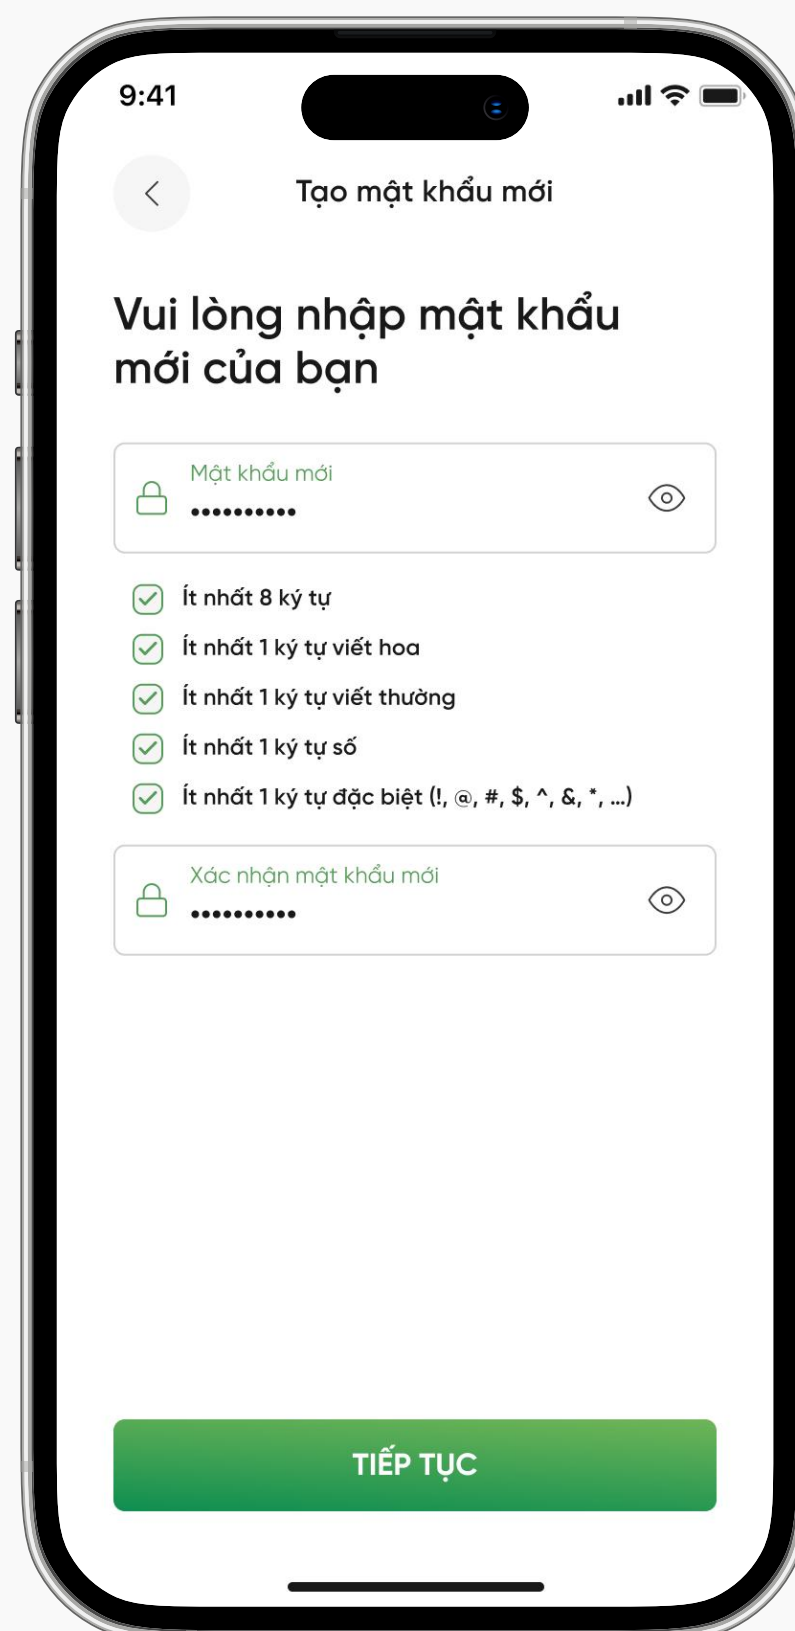 9:41
Tạo mật khẩu mới
Vui lòng nhập mật khẩu
mới của bạn
Mật khẩu mới
••••••••••
Ít nhất 8 ký tự
Ít nhất 1 ký tự viết hoa
Ít nhất 1 ký tự viết thường
Ít nhất 1 ký tự số
Ít nhất 1 ký tự đặc biệt (!, @, #, $, ^, &, *, ...)
Xác nhận mật khẩu mới
••••••••••
TIẾP TỤC